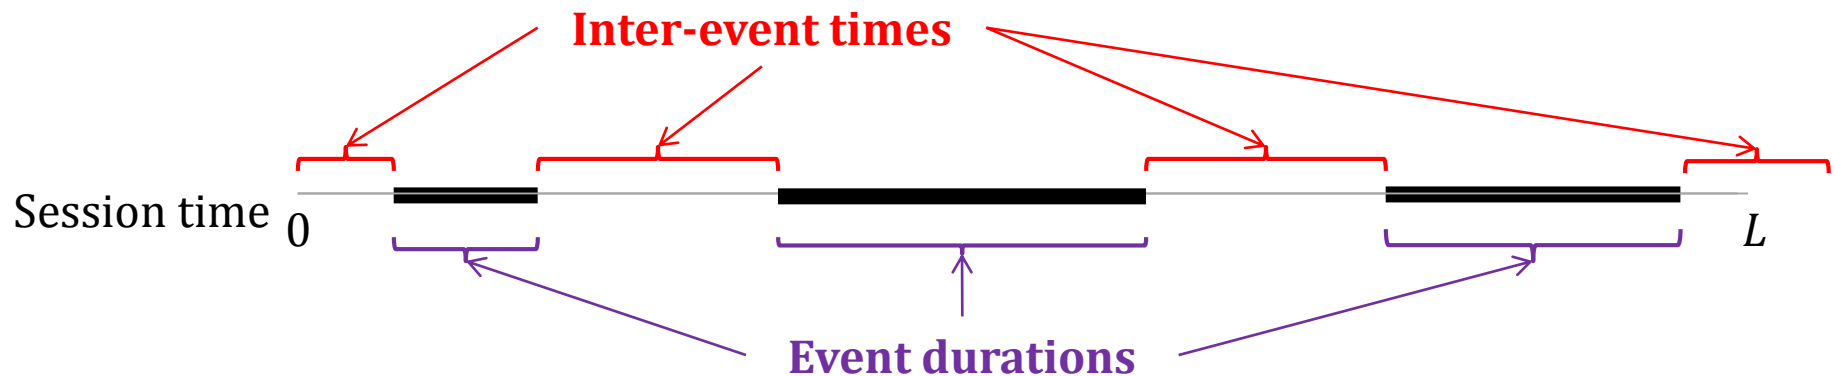 Inter-event times
Session time
0
L
Event durations